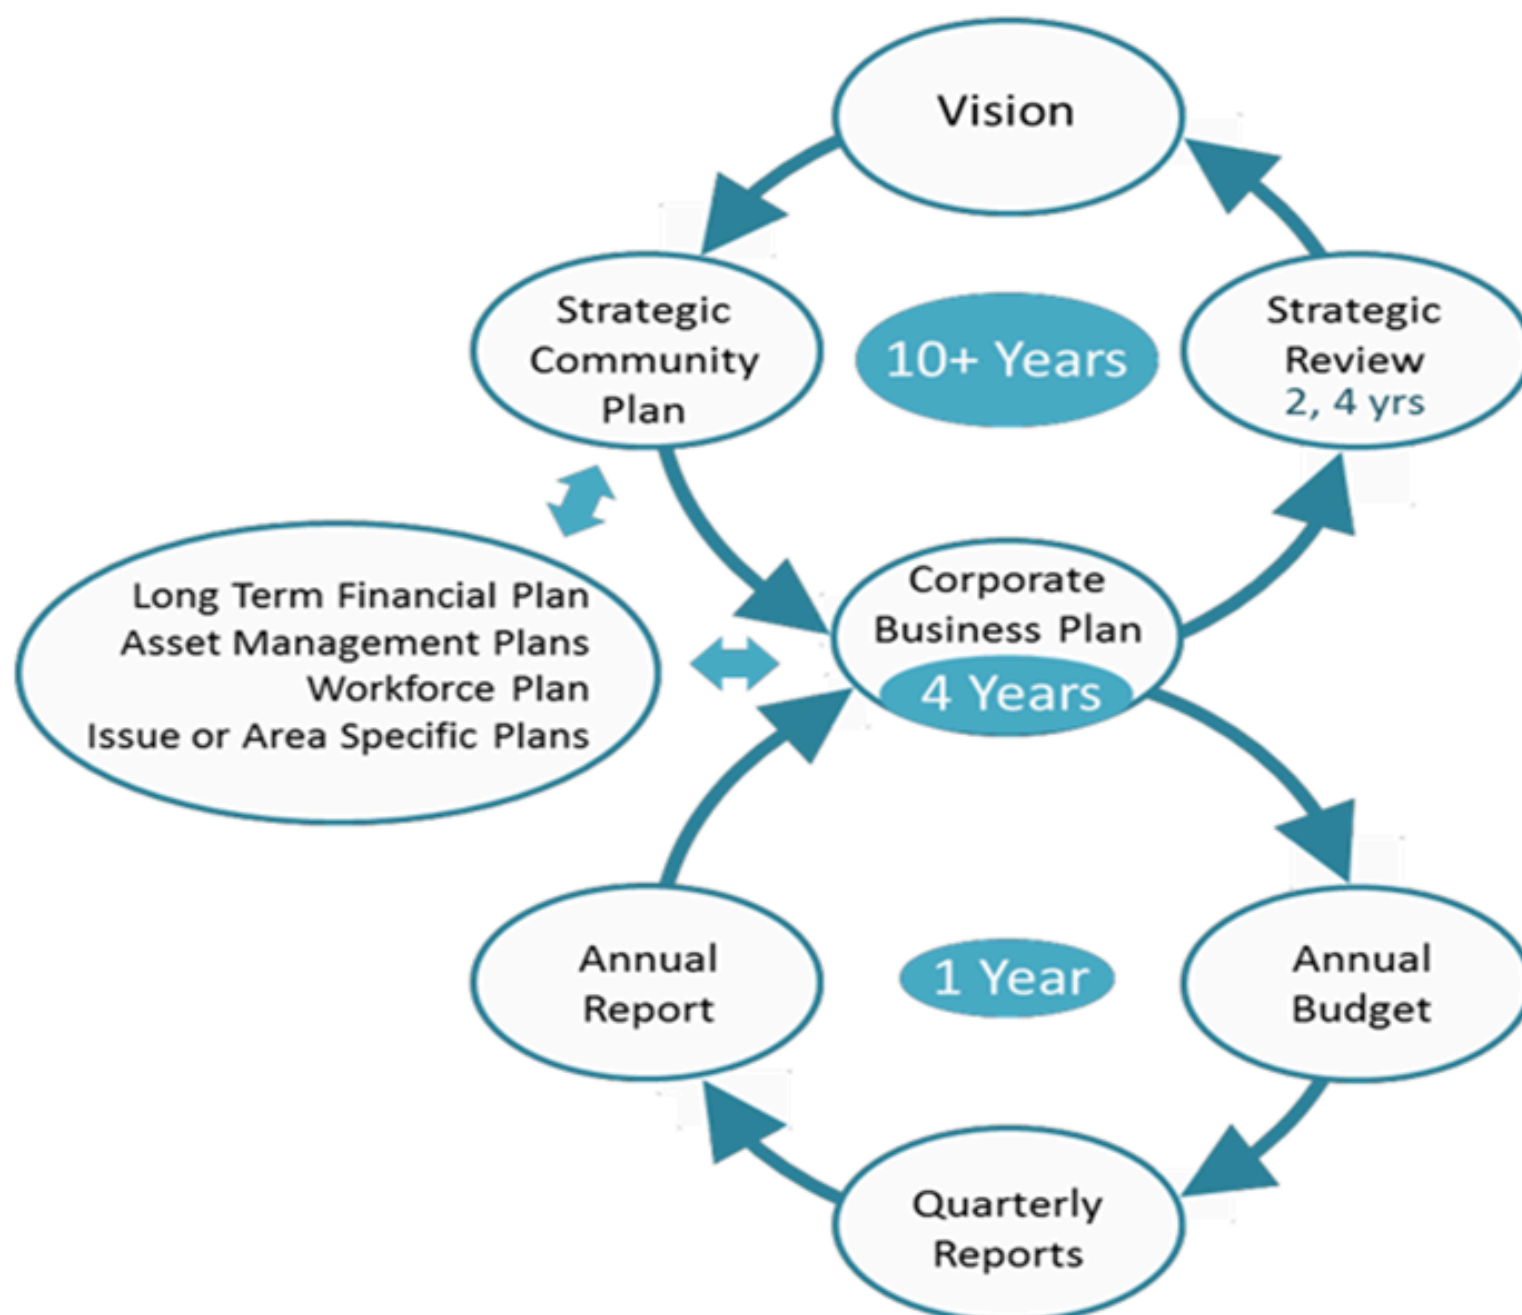 Vision
Strategic
Community
Plan
10+ Years
Strategic
Review
2, 4 yrs
Long Term Financial Plan
Asset Management Plans
Workforce Plan
Issue or Area Specific Plans
Corporate
Business Plan
4 Years
Annual
Report
1 Year
Annual
Budget
Quarterly
Reports